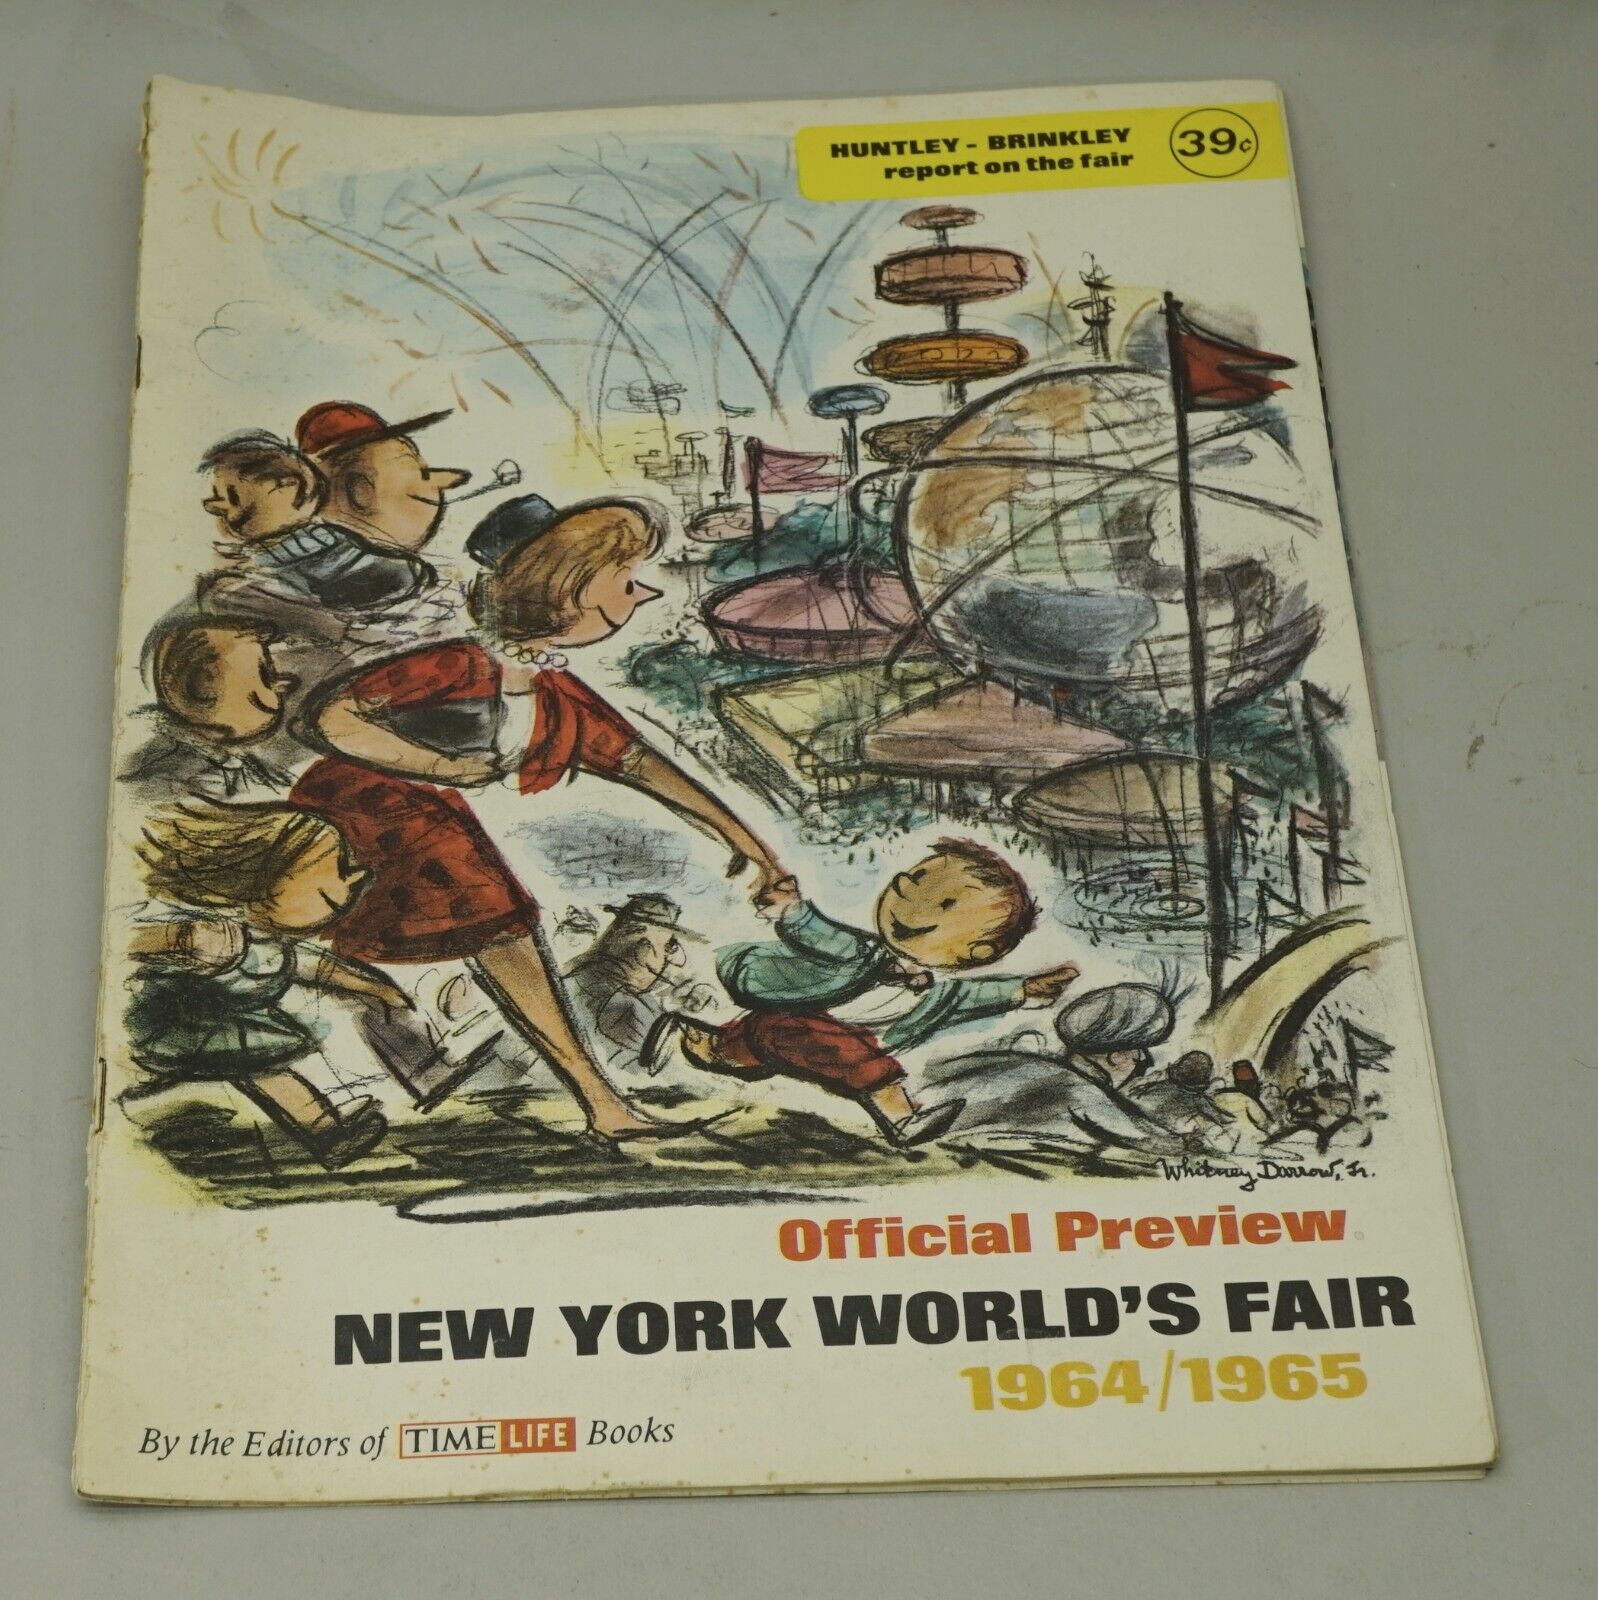 HUNTLEY - BRINKLEY
report on the fair
39¢
Whitney Darrow, Jr.
Official Preview
NEW YORK WORLD'S FAIR
1964/1965
By the Editors of TIME LIFE Books